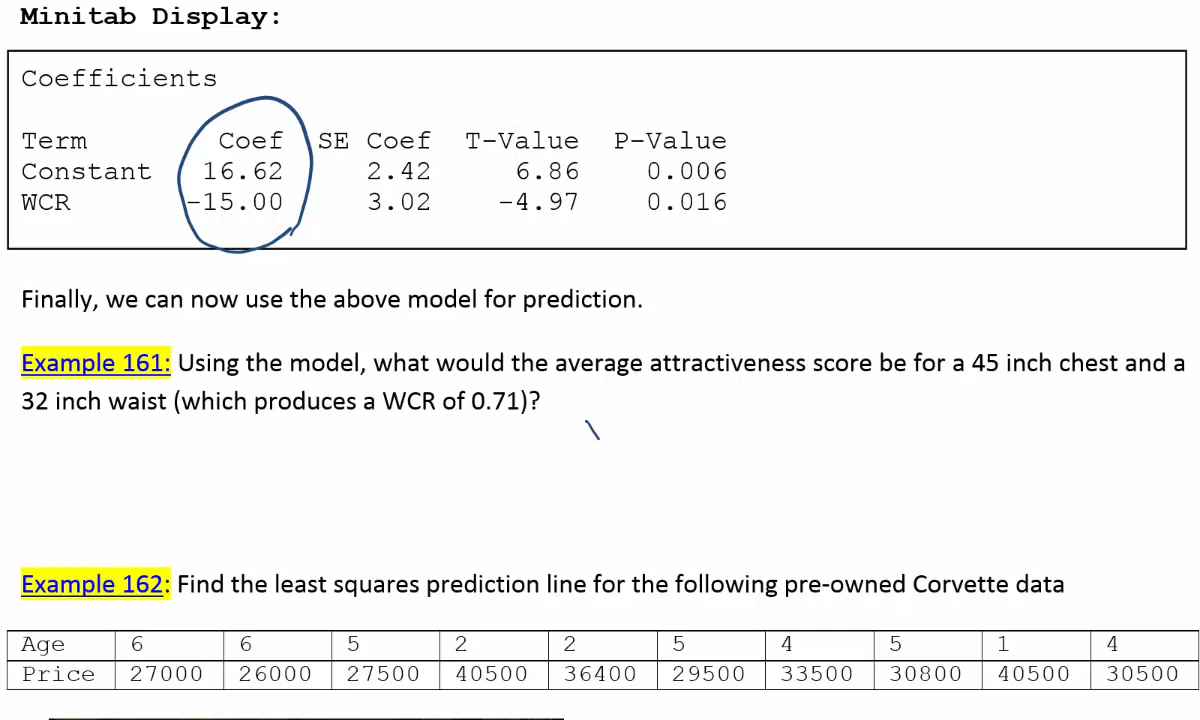 Minitab Display:
Coefficients
Term Coef SE Coef T-Value P-Value
Constant 16.62 2.42 6.86 0.006
WCR -15.00 3.02 -4.97 0.016
Finally, we can now use the above model for prediction.
Example 161: Using the model, what would the average attractiveness score be for a 45 inch chest and a
32 inch waist (which produces a WCR of 0.71)?
Example 162: Find the least squares prediction line for the following pre-owned Corvette data
Age 6 6 5 2 2 5 4 5 1 4
Price 27000 26000 27500 40500 36400 29500 33500 30800 40500 30500